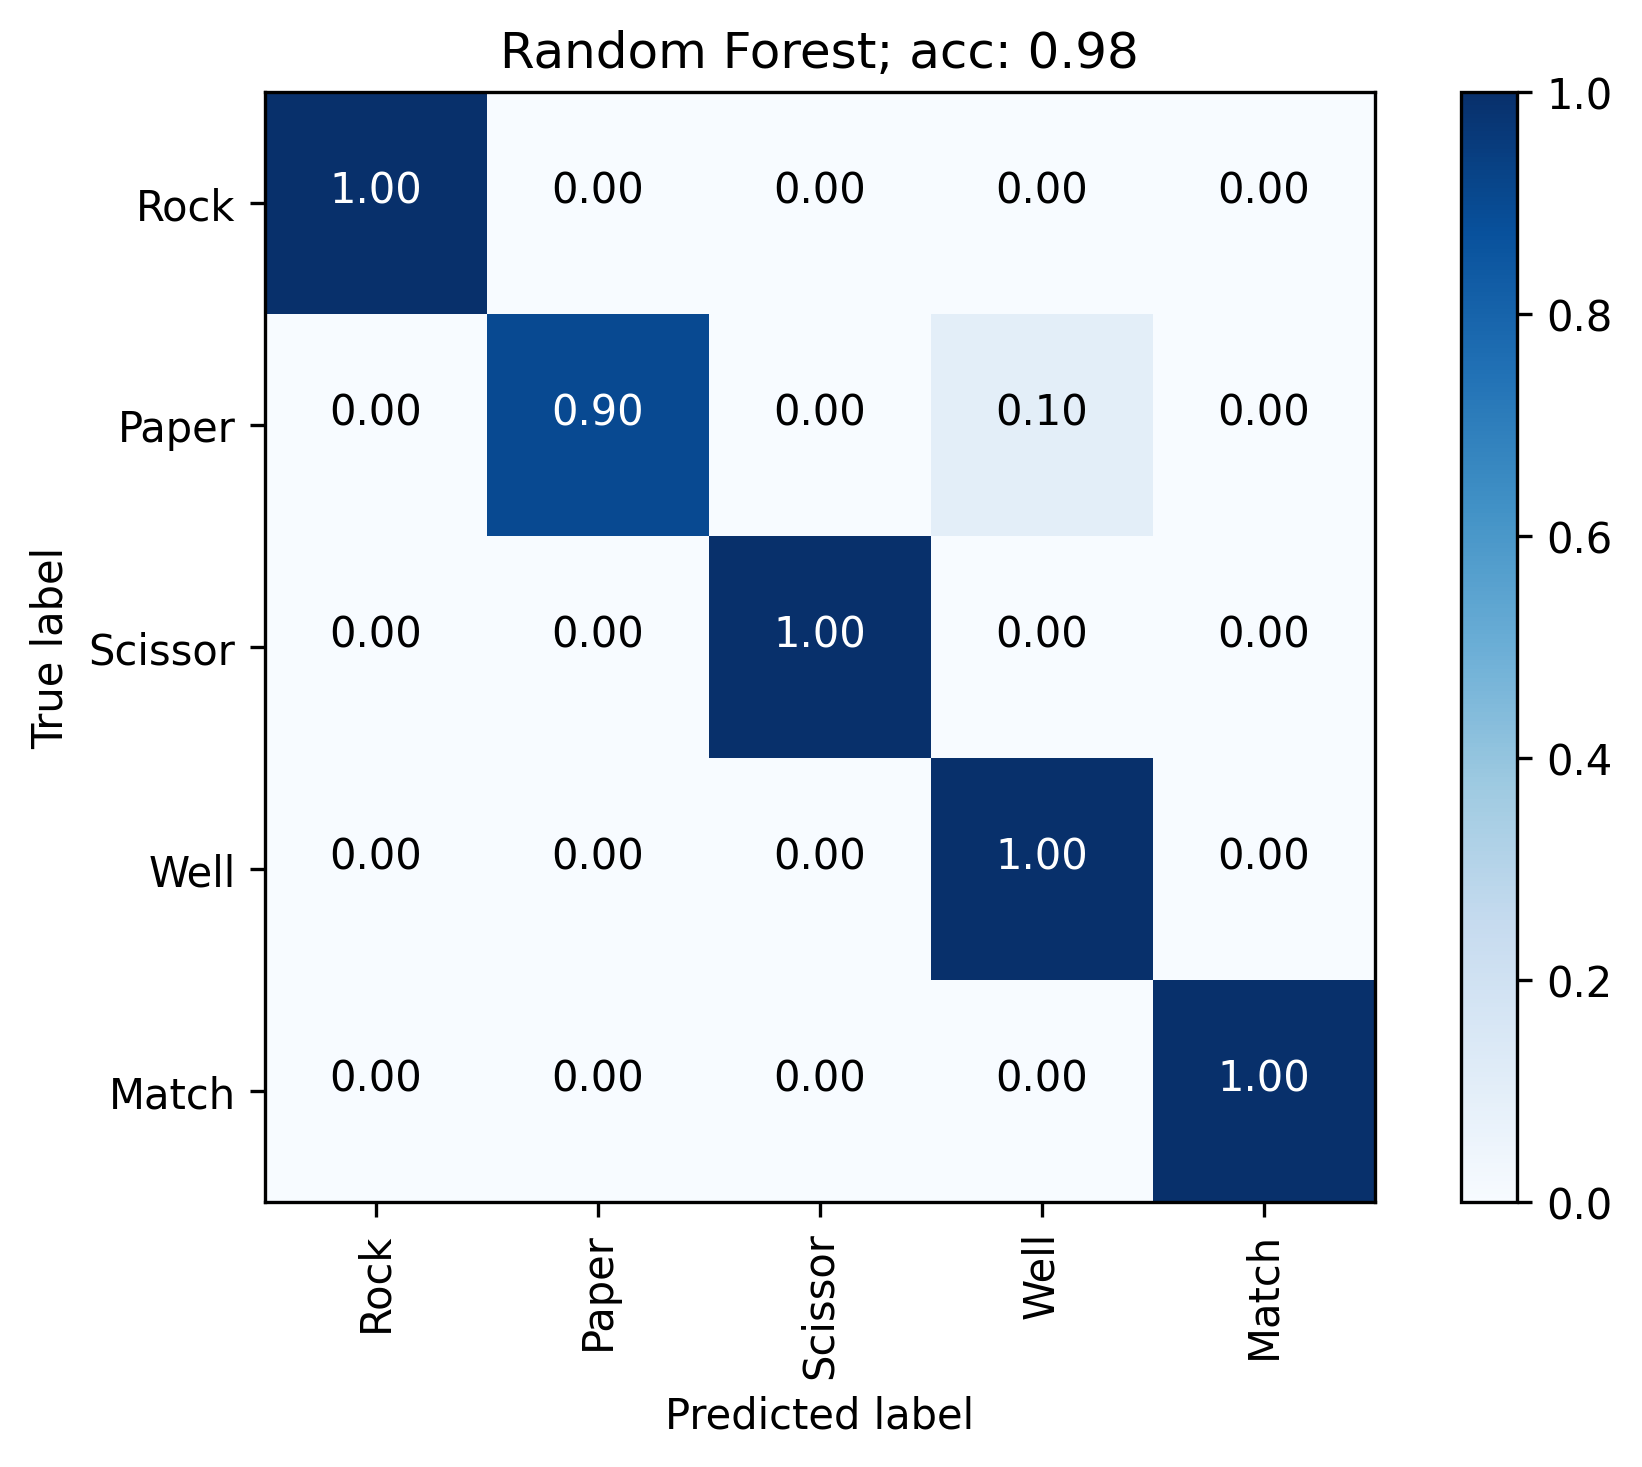 Random Forest; acc: 0.98
True label
Rock 1.00 0.00 0.00 0.00 0.00
Paper 0.00 0.90 0.00 0.10 0.00
Scissor 0.00 0.00 1.00 0.00 0.00
Well 0.00 0.00 0.00 1.00 0.00
Match 0.00 0.00 0.00 0.00 1.00
Rock Paper Scissor Well Match
Predicted label
1.0
0.8
0.6
0.4
0.2
0.0